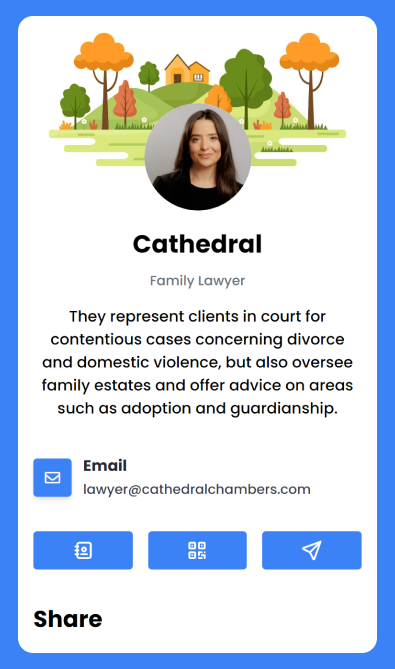 Cathedral
Family Lawyer
They represent clients in court for
contentious cases concerning divorce
and domestic violence, but also oversee
family estates and offer advice on areas
such as adoption and guardianship.
Email
lawyer@cathedralchambers.com
Share